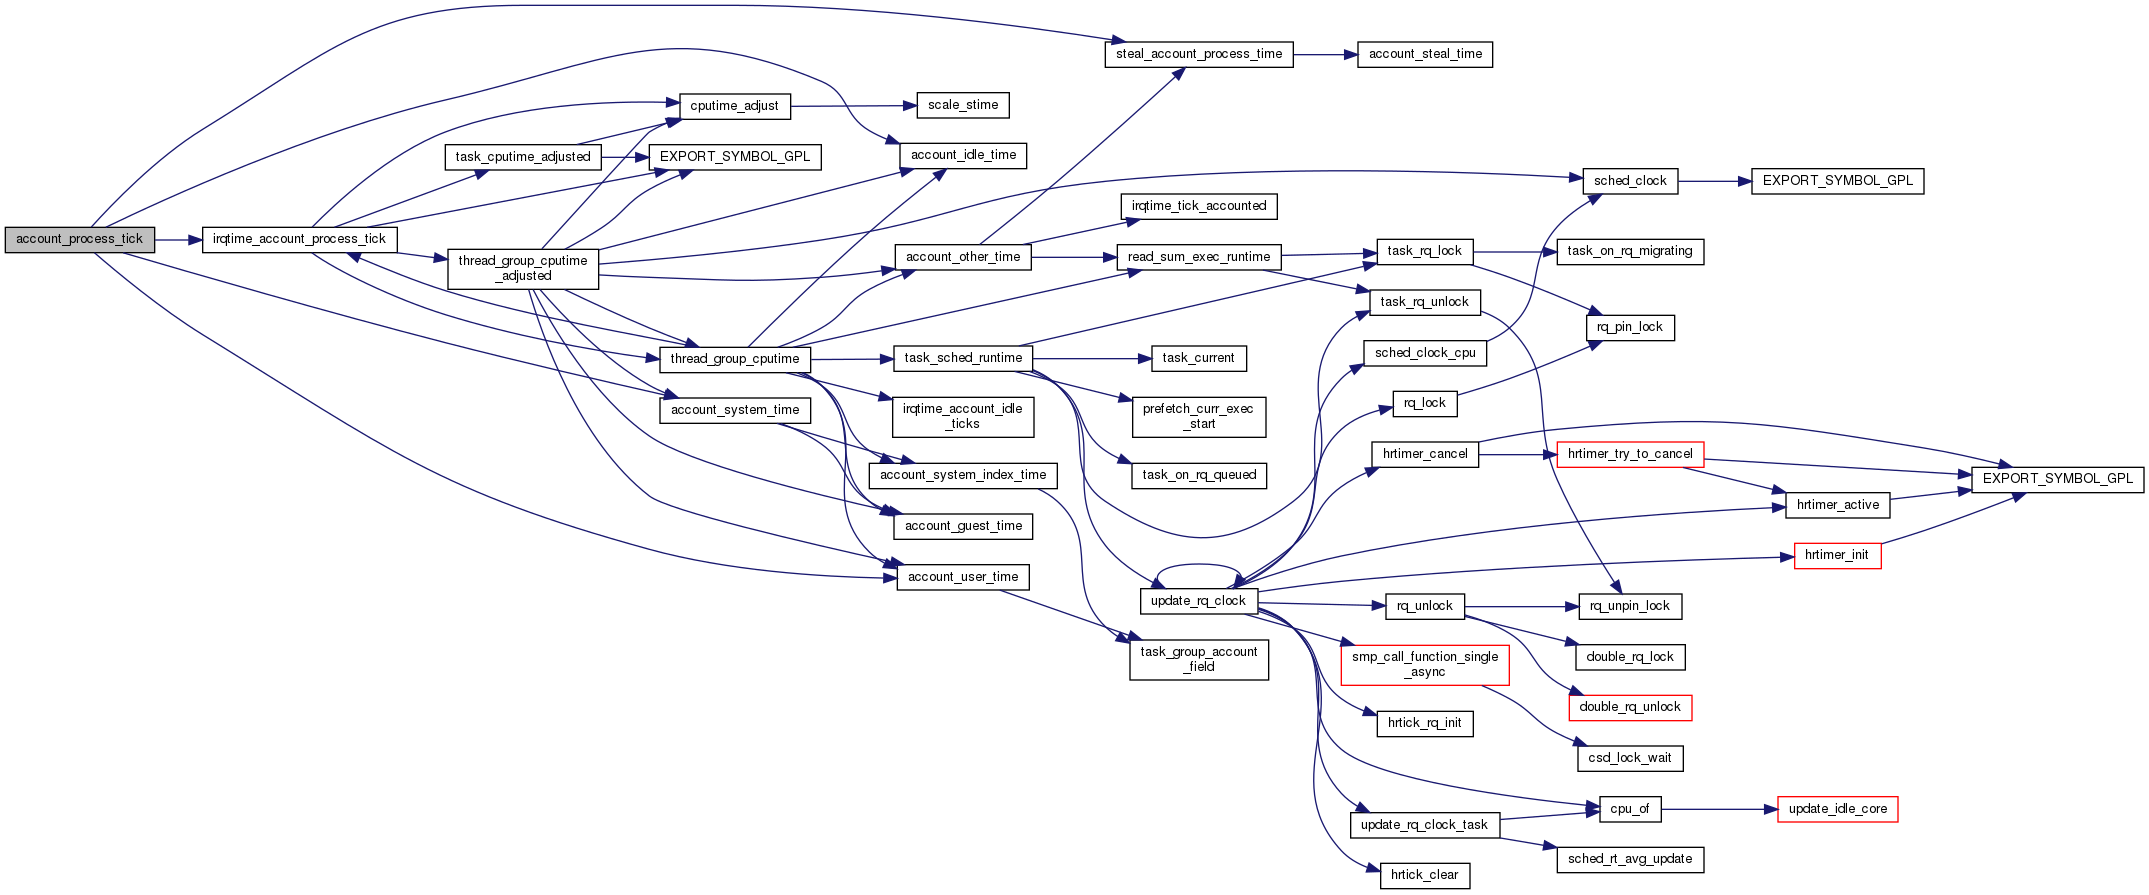 account_process_tick
irqtime_account_process_tick
task_cputime_adjusted
thread_group_cputime
_adjusted
cputime_adjust
EXPORT_SYMBOL_GPL
thread_group_cputime
account_system_time
scale_stime
account_idle_time
account_other_time
task_sched_runtime
irqtime_account_idle
_ticks
account_system_index_time
account_guest_time
account_user_time
steal_account_process_time
irqtime_tick_accounted
read_sum_exec_runtime
task_current
prefetch_curr_exec
_start
task_on_rq_queued
update_rq_clock
task_group_account
_field
account_steal_time
task_rq_lock
task_rq_unlock
sched_clock_cpu
rq_lock
hrtimer_cancel
rq_unlock
smp_call_function_single
_async
hrtick_rq_init
update_rq_clock_task
hrtick_clear
sched_clock
task_on_rq_migrating
rq_pin_lock
hrtimer_try_to_cancel
rq_unpin_lock
double_rq_lock
double_rq_unlock
csd_lock_wait
cpu_of
sched_rt_avg_update
EXPORT_SYMBOL_GPL
hrtimer_active
hrtimer_init
update_idle_core
EXPORT_SYMBOL_GPL